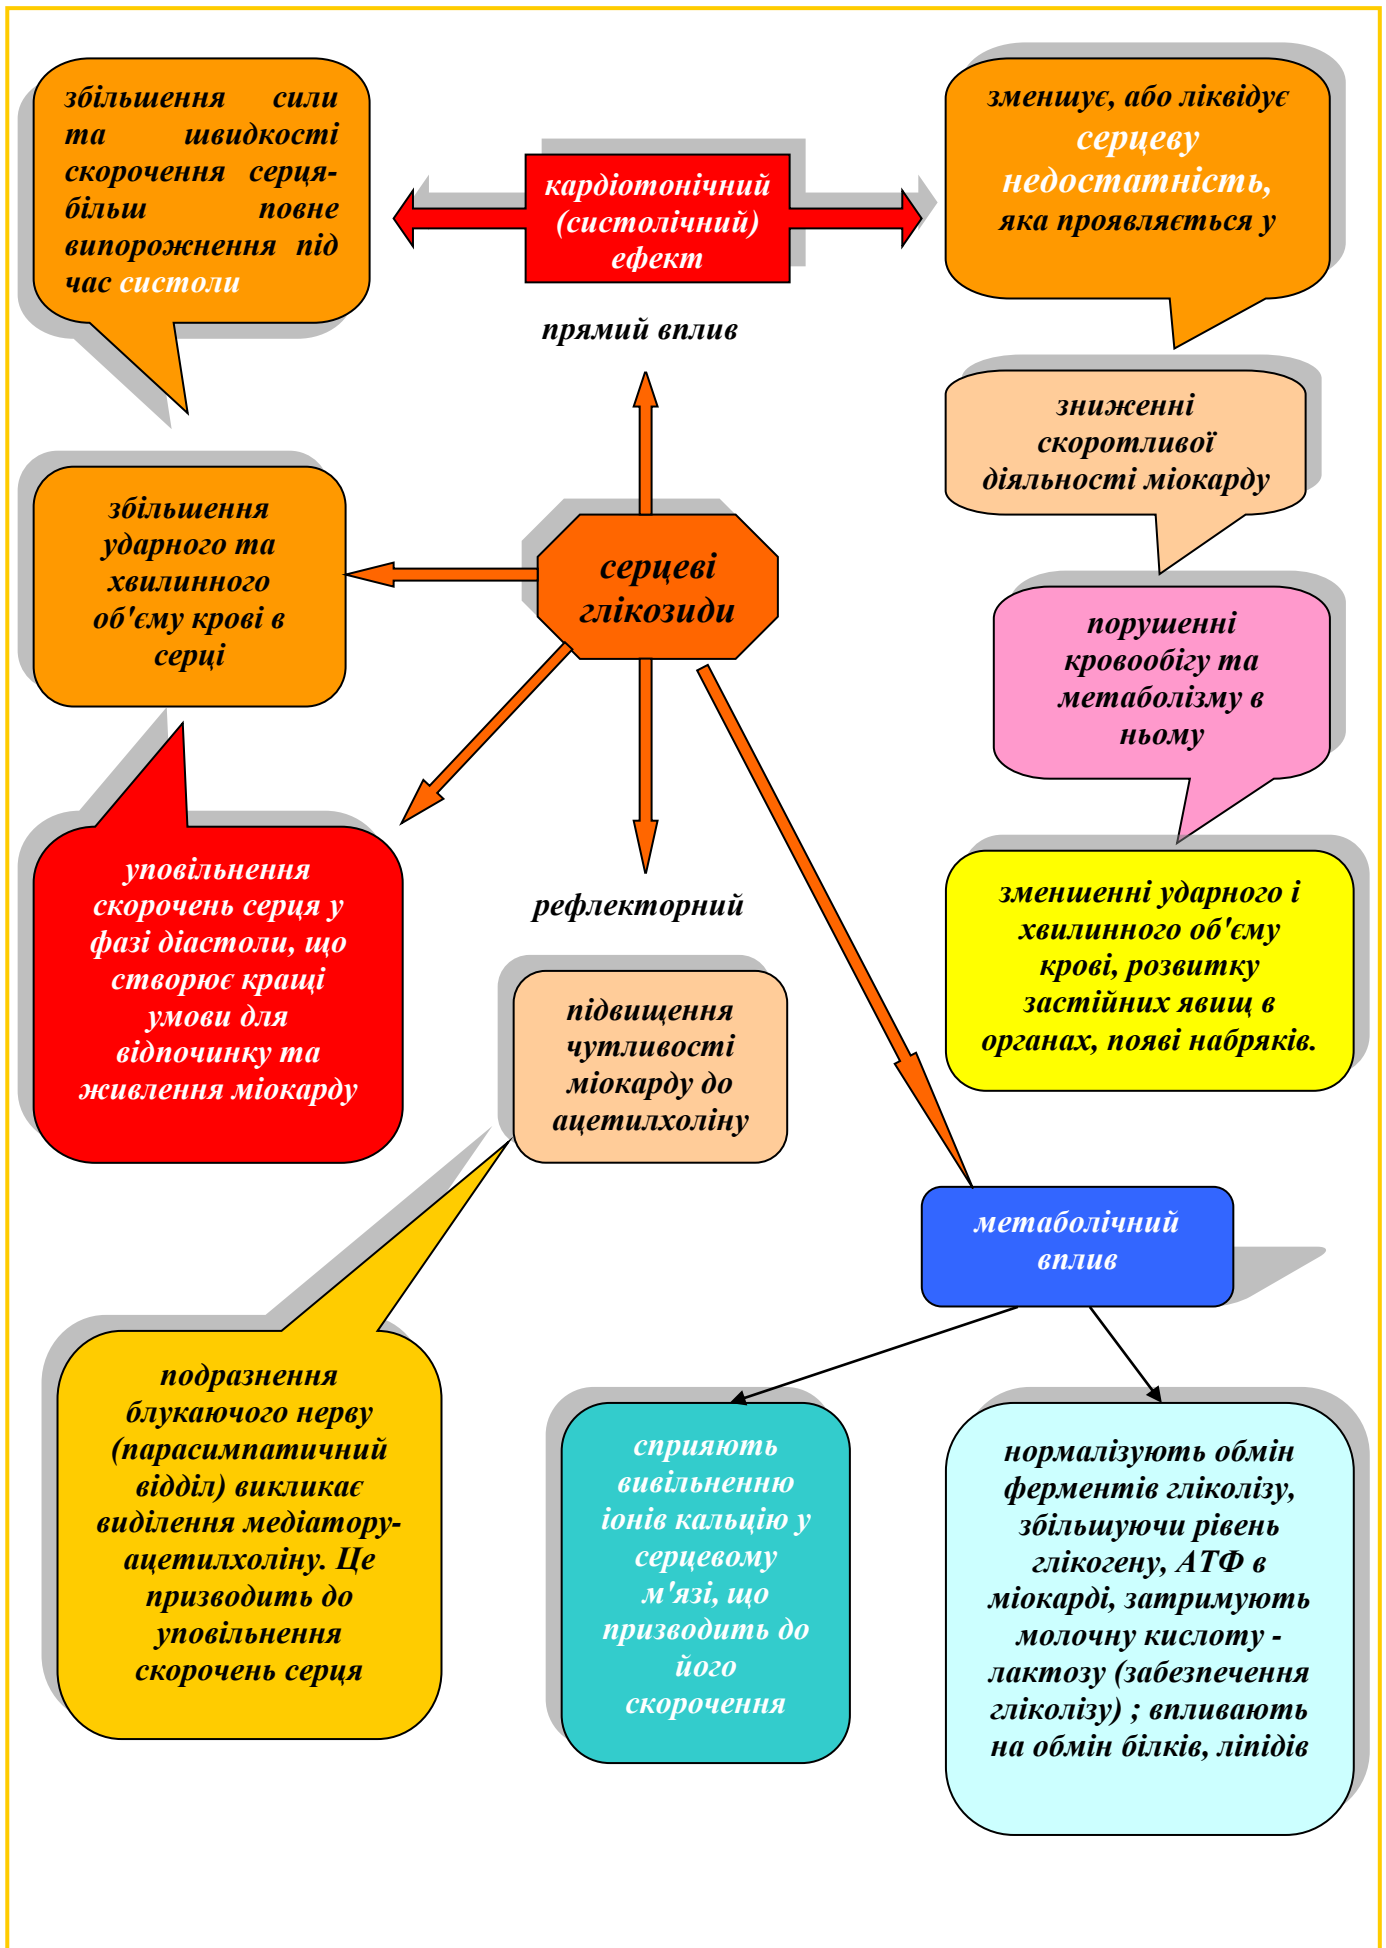 збільшення сили
та швидкості
скорочення серця-
більш повне
випорожнення під
час систоли
кардіотонічний
(систолічний)
ефект
зменшує, або ліквідує
серцеву
недостатність,
яка проявляється у
прямий вплив
зниженні
скоротливої
діяльності міокарду
збільшення
ударного та
хвилинного
об'єму крові в
серці
серцеві
глікозиди
порушенні
кровообігу та
метаболізму в
ньому
уповільнення
скорочень серця у
фазі діастоли, що
створює кращі
умови для
відпочинку та
живлення міокарду
рефлекторний
зменшенні ударного і
хвилинного об'єму
крові, розвитку
застійних явищ в
органах, появі набряків.
підвищення
чутливості
міокарду до
ацетилхоліну
метаболічний
вплив
подразнення
блукаючого нерву
(парасимпатичний
відділ) викликає
виділення медіатору-
ацетилхоліну. Це
призводить до
уповільнення
скорочень серця
сприяють
вивільненню
іонів кальцію у
серцевому
м'язі, що
призводить до
його
скорочення
нормалізують обмін
ферментів гліколізу,
збільшуючи рівень
глікогену, АТФ в
міокарді, затримують
молочну кислоту -
лактозу (забезпечення
гліколізу) ; впливають
на обмін білків, ліпідів